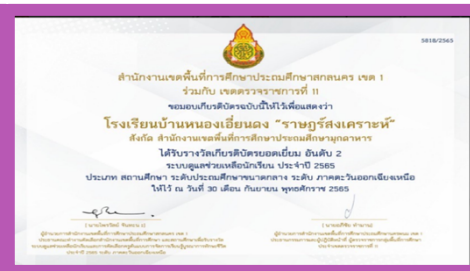 5818/2565
สำนักงานเขตพื้นที่การศึกษาประถมศึกษาสกลนคร เขต 1
ร่วมกับ เขตตรวจราชการที่ 11
ขอมอบเกียรติบัตรฉบับนี้ให้ไว้เพื่อแสดงว่า
โรงเรียนบ้านหนองเอี่ยนดง "ราษฎร์สงเคราะห์"
สังกัด สำนักงานเขตพื้นที่การศึกษาประถมศึกษามุกดาหาร
ได้รับรางวัลเกียรติบัตรยอดเยี่ยม อันดับ 2
ระบบดูแลช่วยเหลือนักเรียน ประจำปี 2565
ประเภท สถานศึกษา ระดับประถมศึกษาขนาดกลาง ระดับ ภาคตะวันออกเฉียงเหนือ
ให้ไว้ ณ วันที่ 30 เดือน กันยายน พุทธศักราช 2565